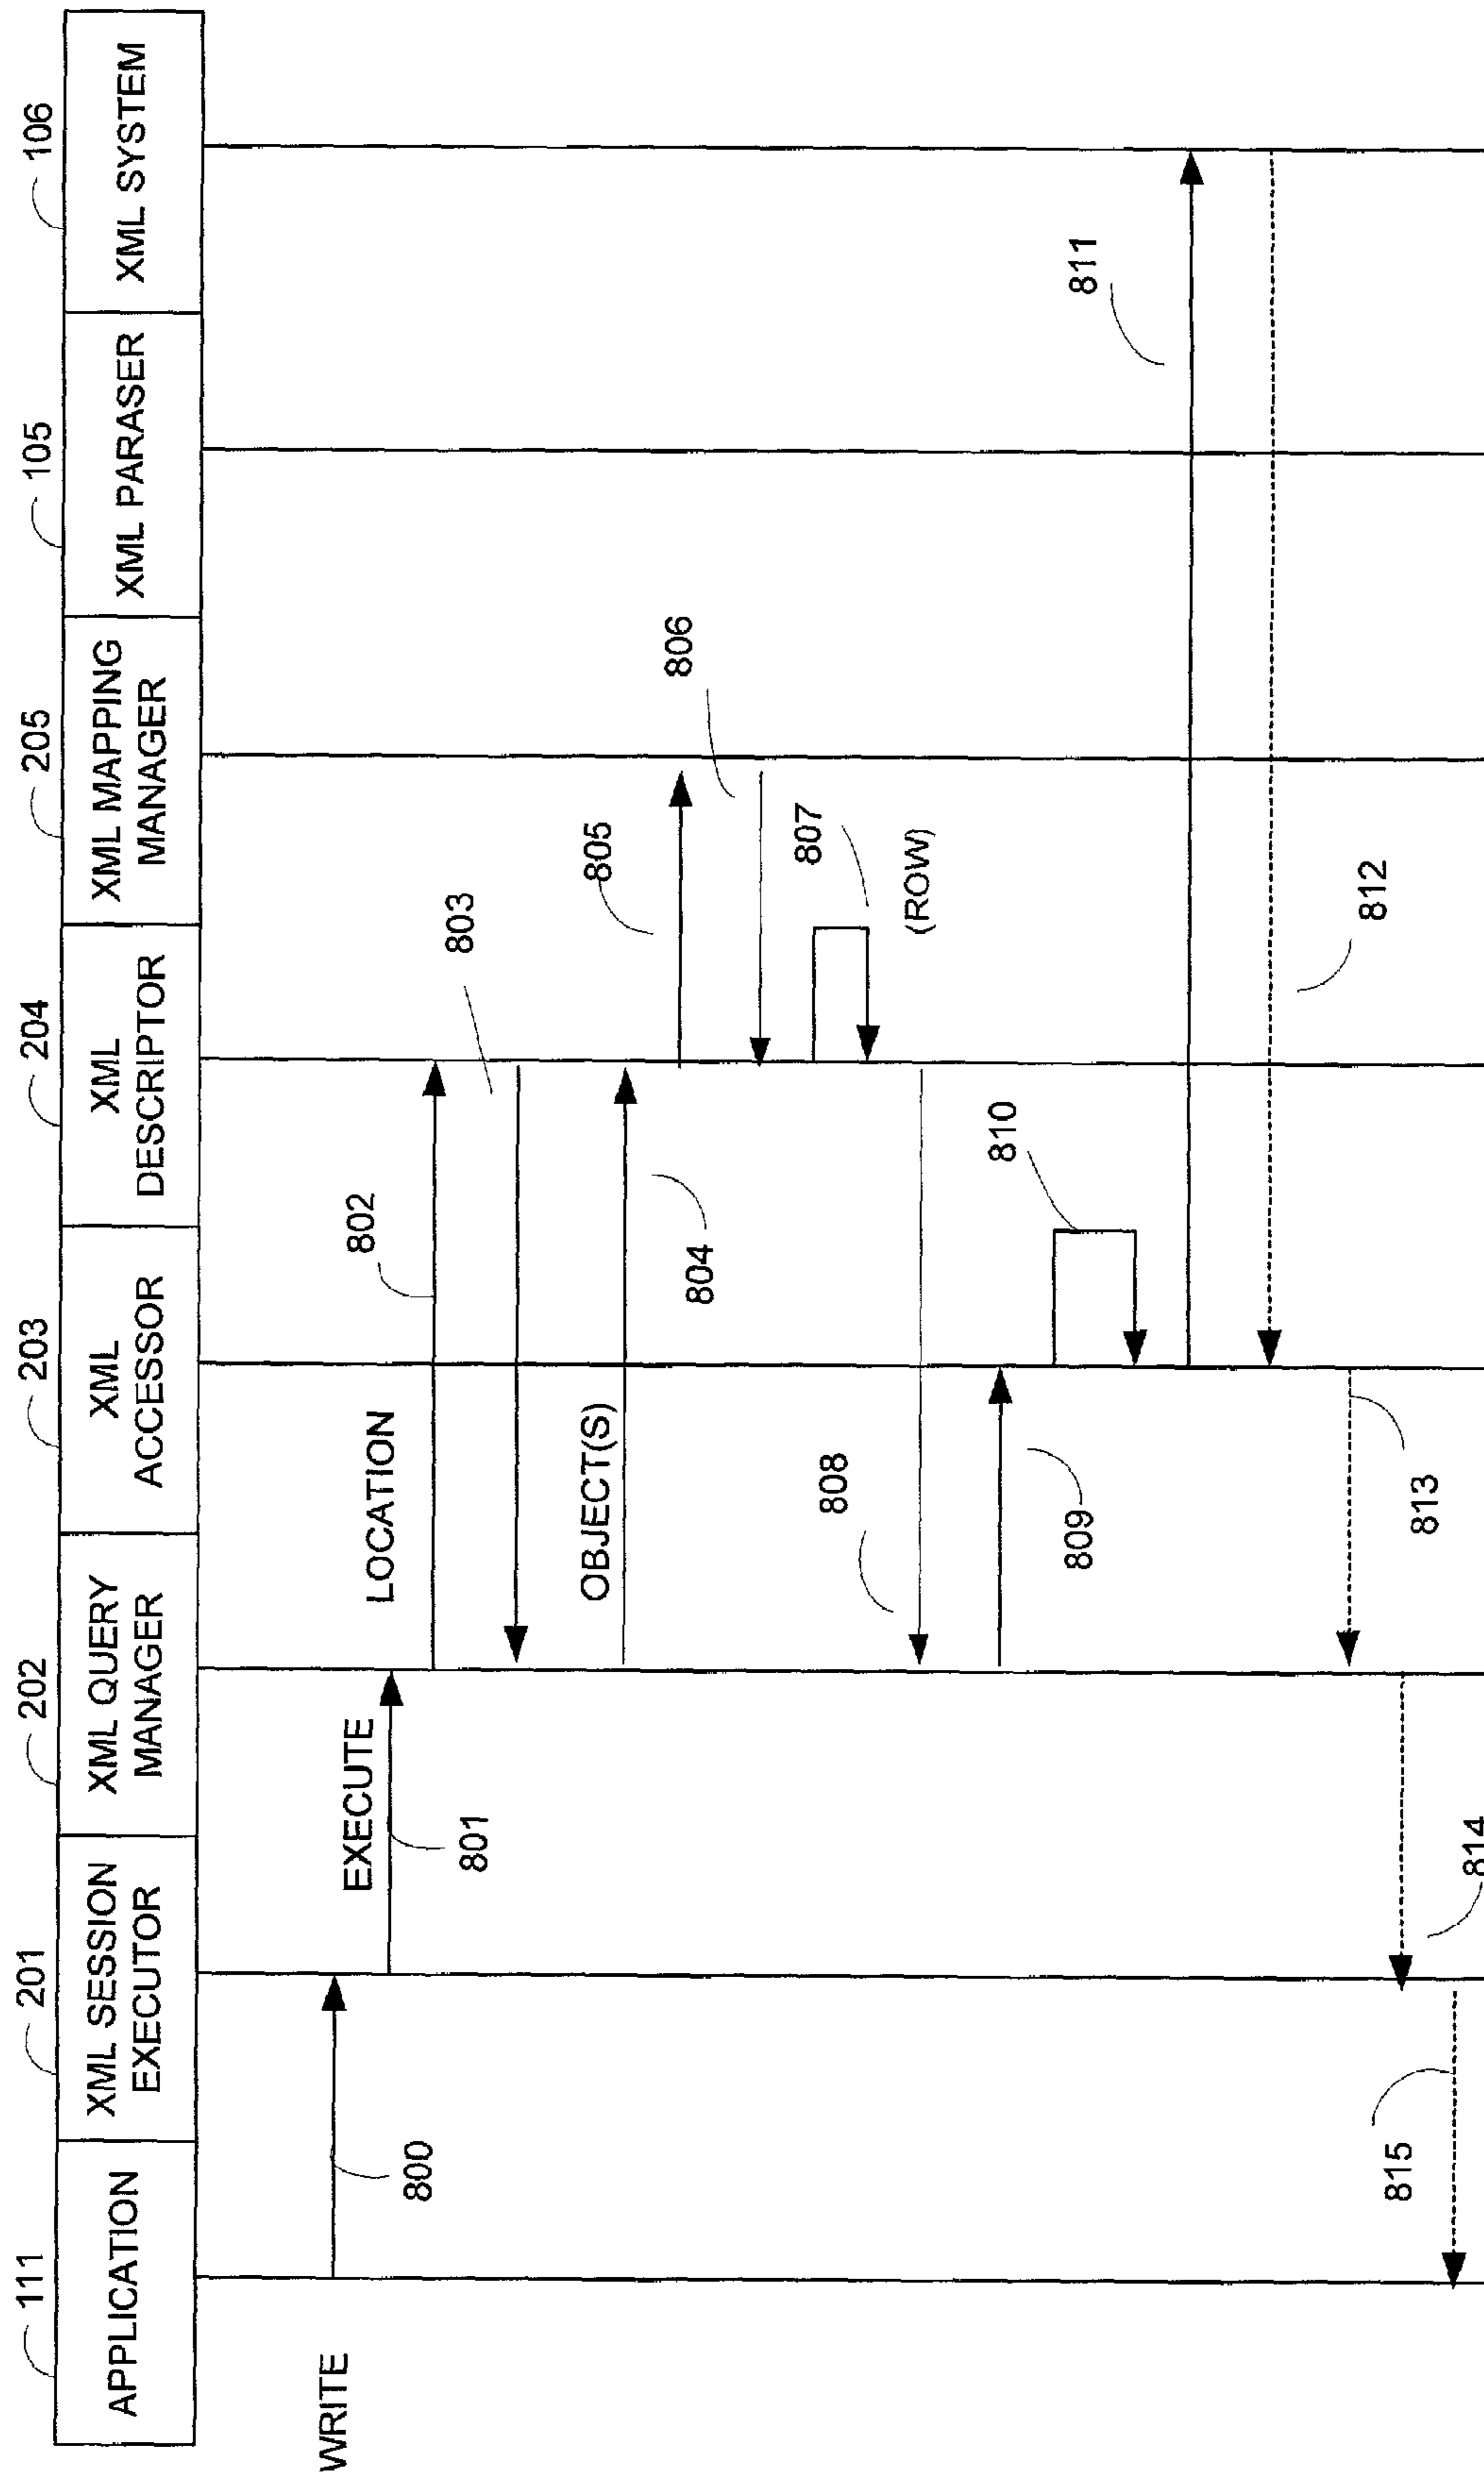 111
201
202
203
204
205
105
106
APPLICATION
XML SESSION
EXECUTOR
XML QUERY
MANAGER
XML
ACCESSOR
XML
DESCRIPTOR
XML MAPPING
MANAGER
XML PARASER
XML SYSTEM
WRITE
800
EXECUTE
801
LOCATION
802
803
OBJECT(S)
804
805
806
807
(ROW)
808
809
810
811
812
813
814
815